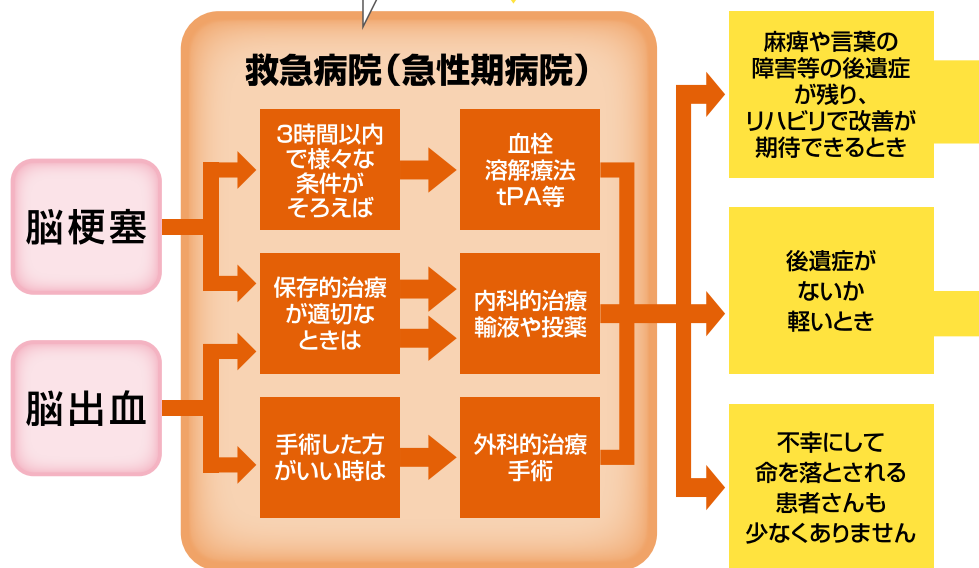 救急病院（急性期病院）
脳梗塞
脳出血
3時間以内
で様々な
条件が
そろえば
血栓
溶解療法
tPA等
保存的治療
が適切な
ときは
内科的治療
輸液や投薬
手術した方
がいい時は
外科的治療
手術
麻痺や言葉の
障害等の後遺症
が残り、
リハビリで改善が
期待できるとき
後遺症が
ないか
軽いとき
不幸にして
命を落とされる
患者さんも
少なくありません